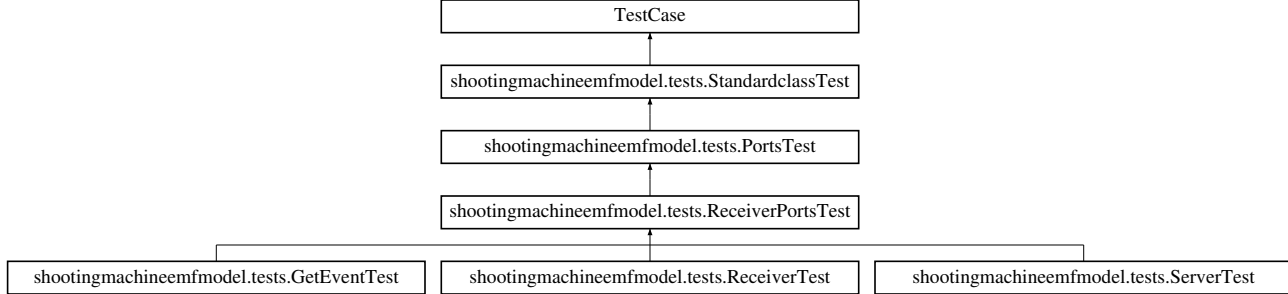 TestCase
shootingmachineemfmodel.tests.StandardclassTest
shootingmachineemfmodel.tests.PortsTest
shootingmachineemfmodel.tests.ReceiverPortsTest
shootingmachineemfmodel.tests.GetEventTest
shootingmachineemfmodel.tests.ReceiverTest
shootingmachineemfmodel.tests.ServerTest